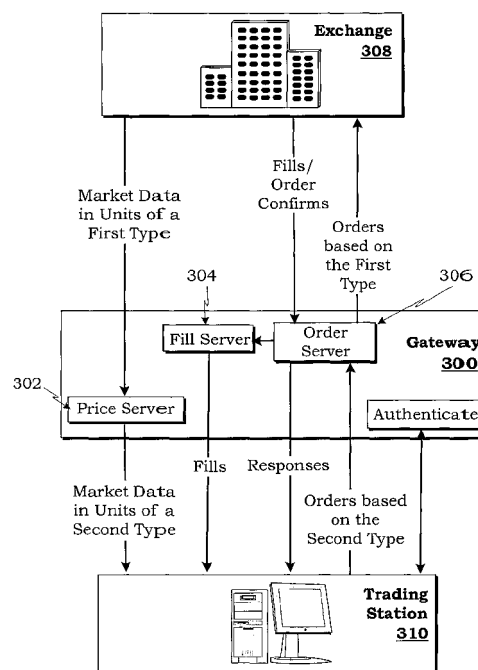 Exchange
308
Market Data
in Units of a
First Type
Fills/
Order
Confirms
Orders
based on
the First
Type
304
306
Fill Server
Order
Server
Gateway
300
302
Price Server
Authenticate
Market Data
in Units of a
Second Type
Fills
Responses
Orders based
on the
Second Type
Trading
Station
310